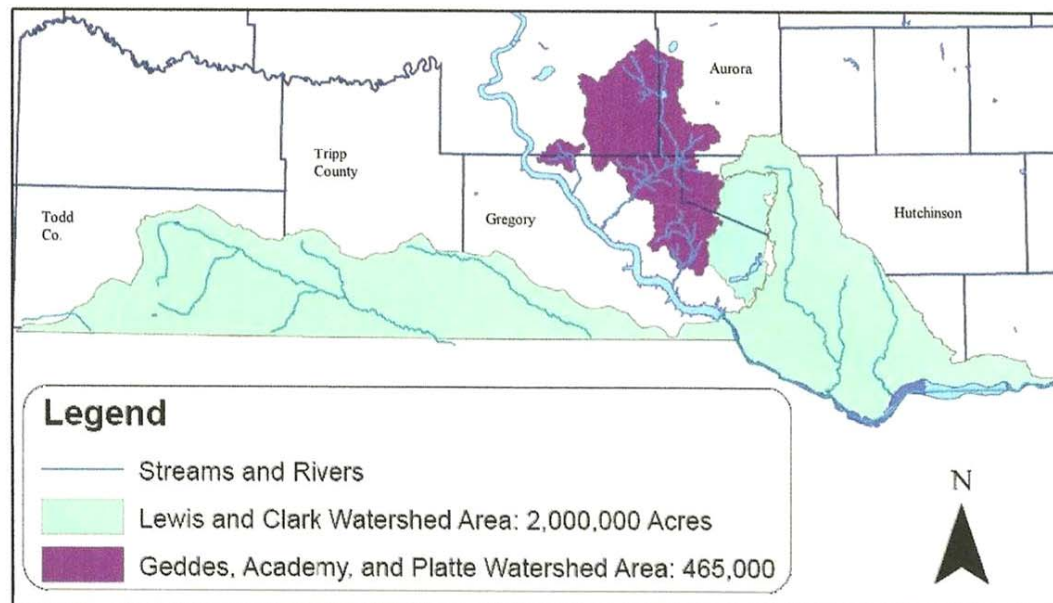 Aurora
Tripp
County
Todd
Co.
Gregory
Hutchinson
Legend
Streams and Rivers
Lewis and Clark Watershed Area: 2,000,000 Acres
Geddes, Academy, and Platte Watershed Area: 465,000
N